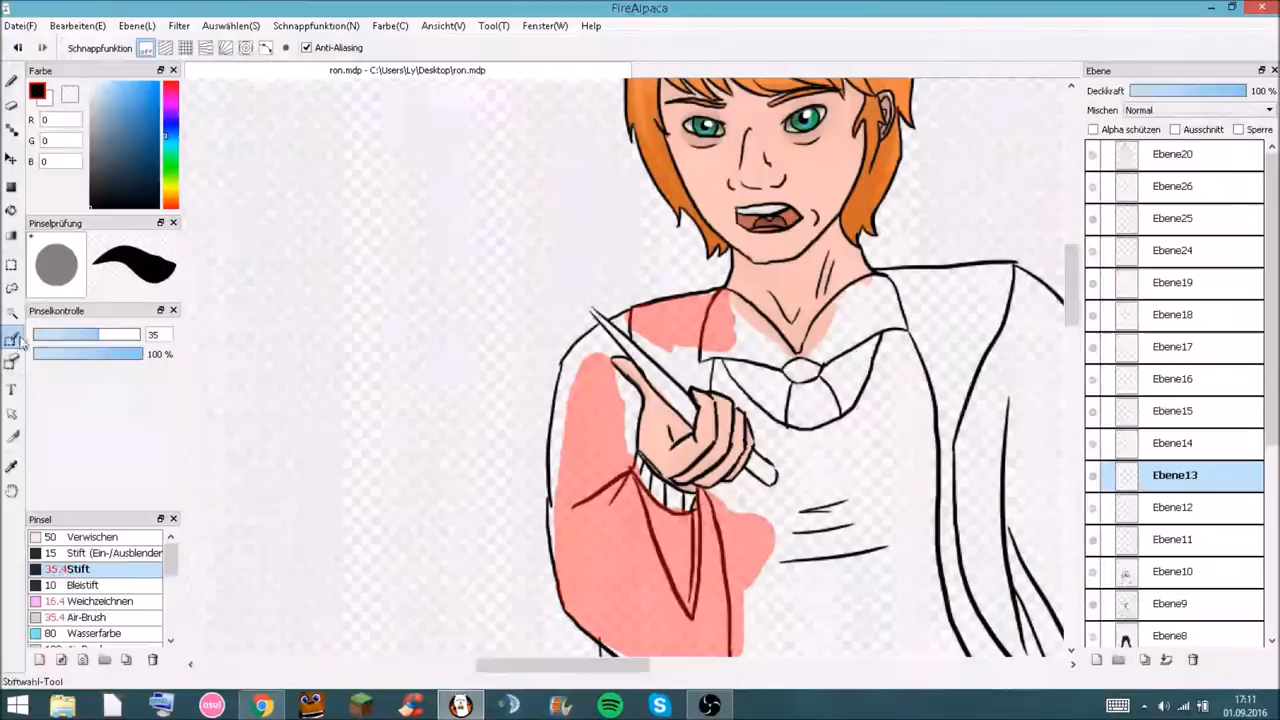 FireAlpaca
Datei(F) Bearbeiten(E) Ebene(L) Filter Auswählen(S) Schnappfunktion(N) Farbe(C) Ansicht(V) Tool(T) Fenster(W) Help
Schnappfunktion off Anti-Aliasing
ron.mdp - C:\Users\Ly\Desktop\ron.mdp
Farbe
R 0
G 0
B 0
Pinselprüfung
Pinselkontrolle
35
100 %
Pinsel
50 Verwischen
15 Stift (Ein-/Ausblenden
35.4 Stift
10 Bleistift
16.4 Weichzeichnen
35.4 Air-Brush
80 Wasserfarbe
Stiftwahl-Tool
Ebene
Deckkraft 100 %
Mischen Normal
Alpha schützen Ausschnitt Sperre
Ebene20
Ebene26
Ebene25
Ebene24
Ebene19
Ebene18
Ebene17
Ebene16
Ebene15
Ebene14
Ebene13
Ebene12
Ebene11
Ebene10
Ebene9
Ebene8
osu!
17:11
01.09.2016